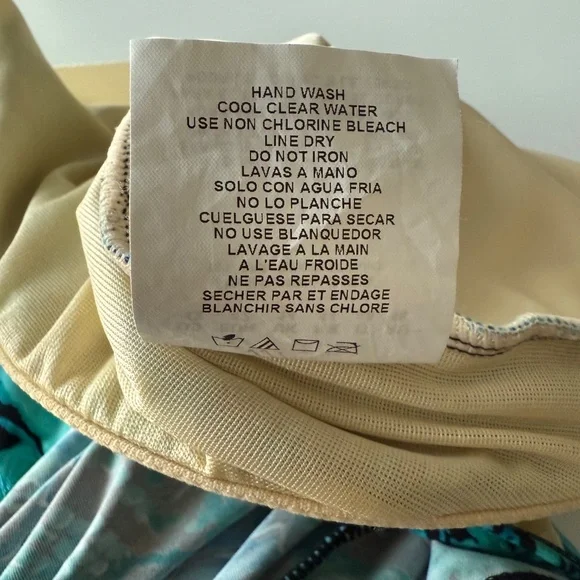 HAND WASH
COOL CLEAR WATER
USE NON CHLORINE BLEACH
LINE DRY
DO NOT IRON
LAVAS A MANO
SOLO CON AGUA FRIA
NO LO PLANCHE
CUELGUESE PARA SECAR
NO USE BLANQUEDOR
LAVAGE A LA MAIN
A L'EAU FROIDE
NE PAS REPASSES
SECHER PAR ET ENDAGE
BLANCHIR SANS CHLORE